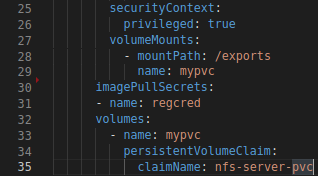 25 securityContext:
26 privileged: true
27 volumeMounts:
28 - mountPath: /exports
29 name: mypvc
30 imagePullSecrets:
31 - name: regcred
32 volumes:
33 - name: mypvc
34 persistentVolumeClaim:
35 claimName: nfs-server-pvc